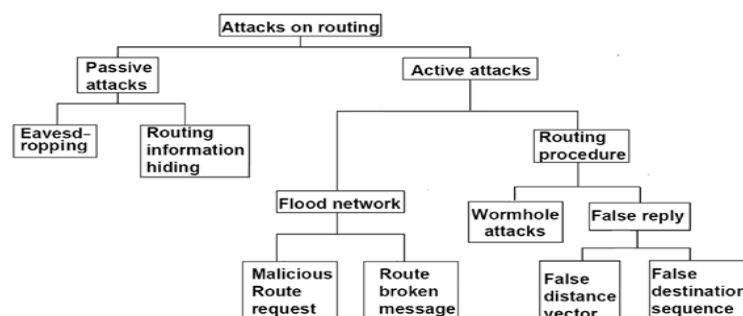 Attacks on routing
Passive
attacks
Active attacks
Eavesd-
ropping
Routing
information
hiding
Routing
procedure
Flood network
Wormhole
attacks
False reply
Malicious
Route
request
Route
broken
message
False
distance
vector
False
destination
sequence